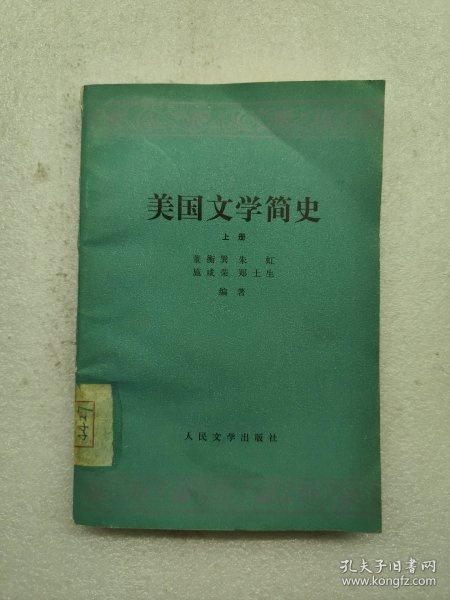 美国文学简史
上册
董衡巽 朱虹
施咸荣 郑土生
编著
人民文学出版社
4427
孔夫子旧书网
www.kongfz.com